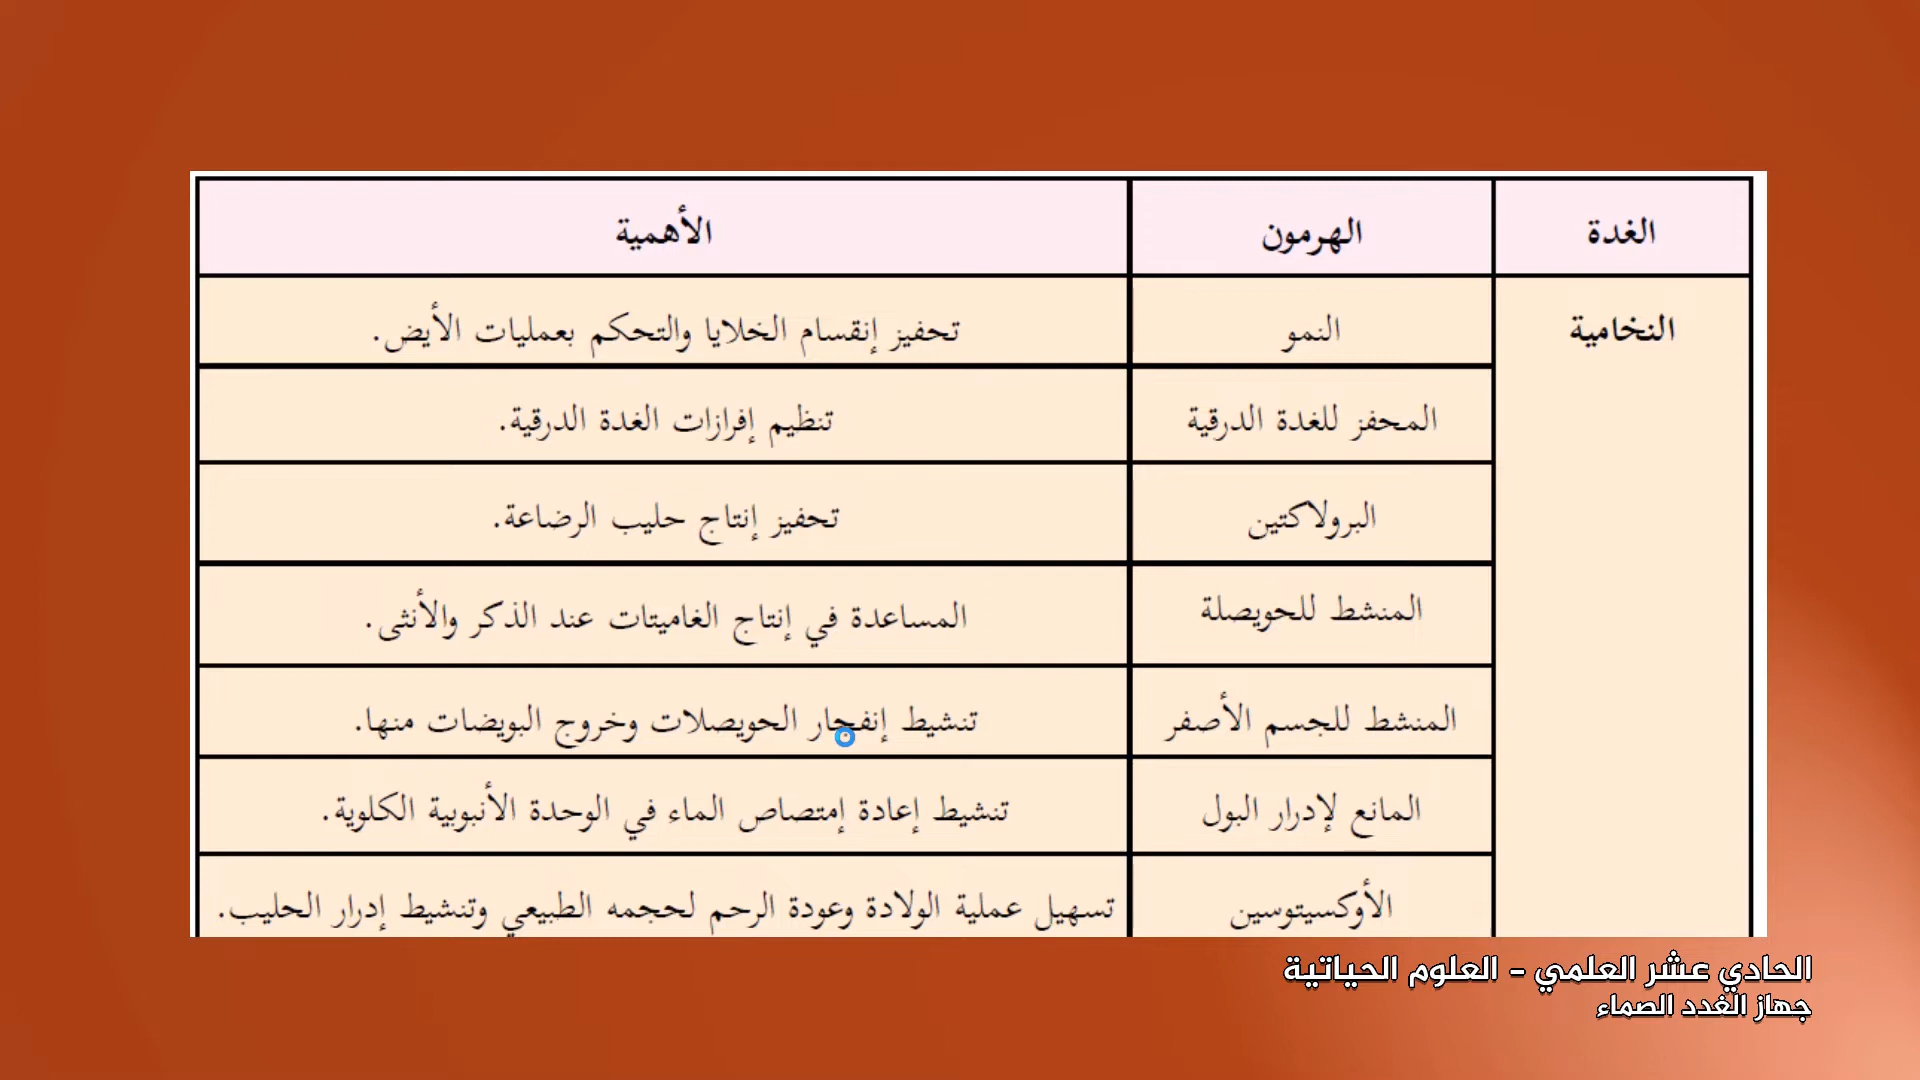 الغدة الهرمون الأهمية
النخامية النمو تحفيز إنقسام الخلايا والتحكم بعمليات الأيض.
المحفز للغدة الدرقية تنظيم إفرازات الغدة الدرقية.
البرولاكتين تحفيز إنتاج حليب الرضاعة.
المنشط للحويصلة المساعدة في إنتاج الغاميتات عند الذكر والأنثى.
المنشط للجسم الأصفر تنشيط إنفجار الحويصلات وخروج البويضات منها.
المانع لإدرار البول تنشيط إعادة إمتصاص الماء في الوحدة الأنبوبية الكلوية.
الأوكسيتوسين تسهيل عملية الولادة وعودة الرحم لحجمه الطبيعي وتنشيط إدرار الحليب.
الحادي عشر العلمي - العلوم الحياتية
جهاز الغدد الصماء